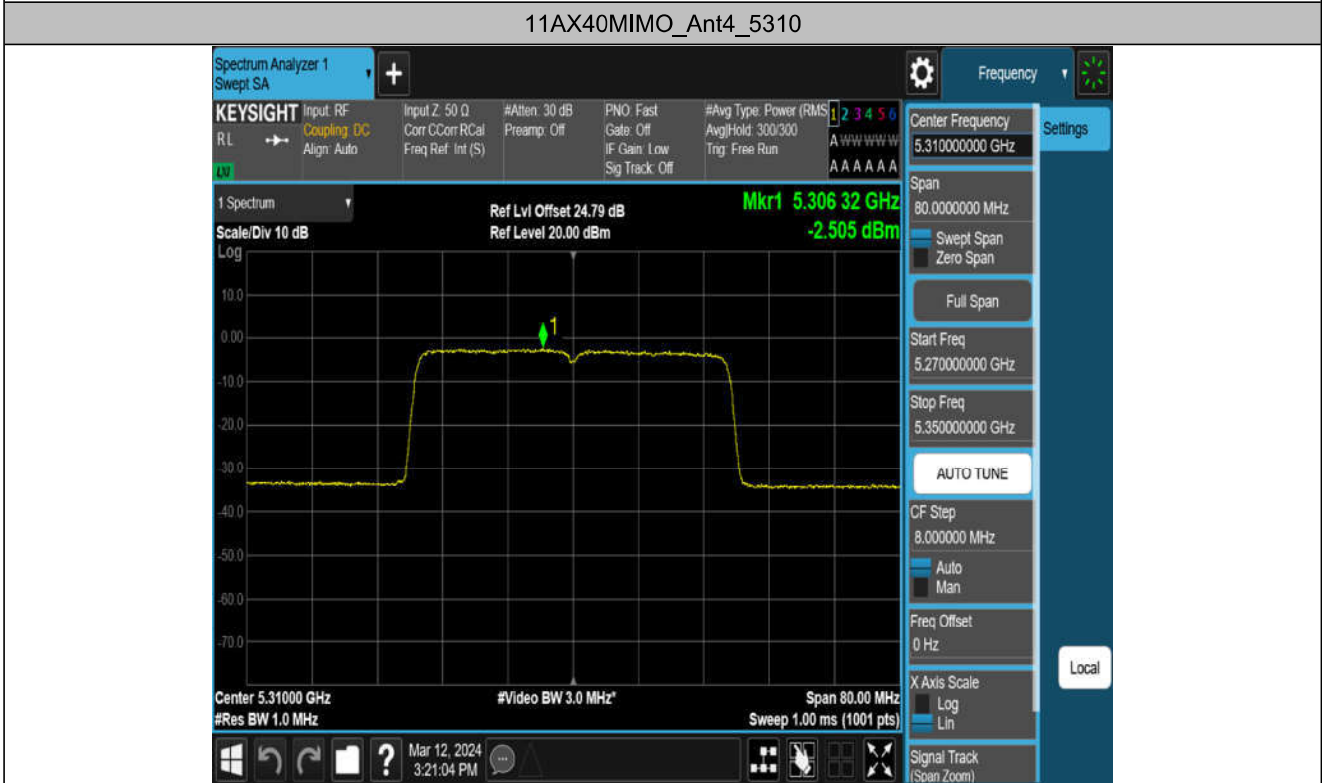 11AX40MIMO_Ant4_5310
Spectrum Analyzer 1
Swept SA
+
Frequency
KEYSIGHT
RL
Input: RF
Coupling: DC
Align: Auto
Input Z: 50 Ω
Corr CCorr RCal
Freq Ref: Int (S)
#Atten: 30 dB
Preamp: Off
PNO: Fast
Gate: Off
IF Gain: Low
Sig Track: Off
#Avg Type: Power (RMS
Avg|Hold: 300/300
Trig: Free Run
1 2 3 4 5 6
A W W W W W
A A A A A A
1 Spectrum
Scale/Div 10 dB
Log
Ref Lvl Offset 24.79 dB
Ref Level 20.00 dBm
Mkr1 5.306 32 GHz
-2.505 dBm
10.0
0.00
-10.0
-20.0
-30.0
-40.0
-50.0
-60.0
-70.0
1
Center 5.31000 GHz
#Res BW 1.0 MHz
#Video BW 3.0 MHz*
Span 80.00 MHz
Sweep 1.00 ms (1001 pts)
?
Mar 12, 2024
3:21:04 PM
Center Frequency
5.310000000 GHz
Settings
Span
80.0000000 MHz
Swept Span
Zero Span
Full Span
Start Freq
5.270000000 GHz
Stop Freq
5.350000000 GHz
AUTO TUNE
CF Step
8.000000 MHz
Auto
Man
Freq Offset
0 Hz
Local
X Axis Scale
Log
Lin
Signal Track
(Span Zoom)